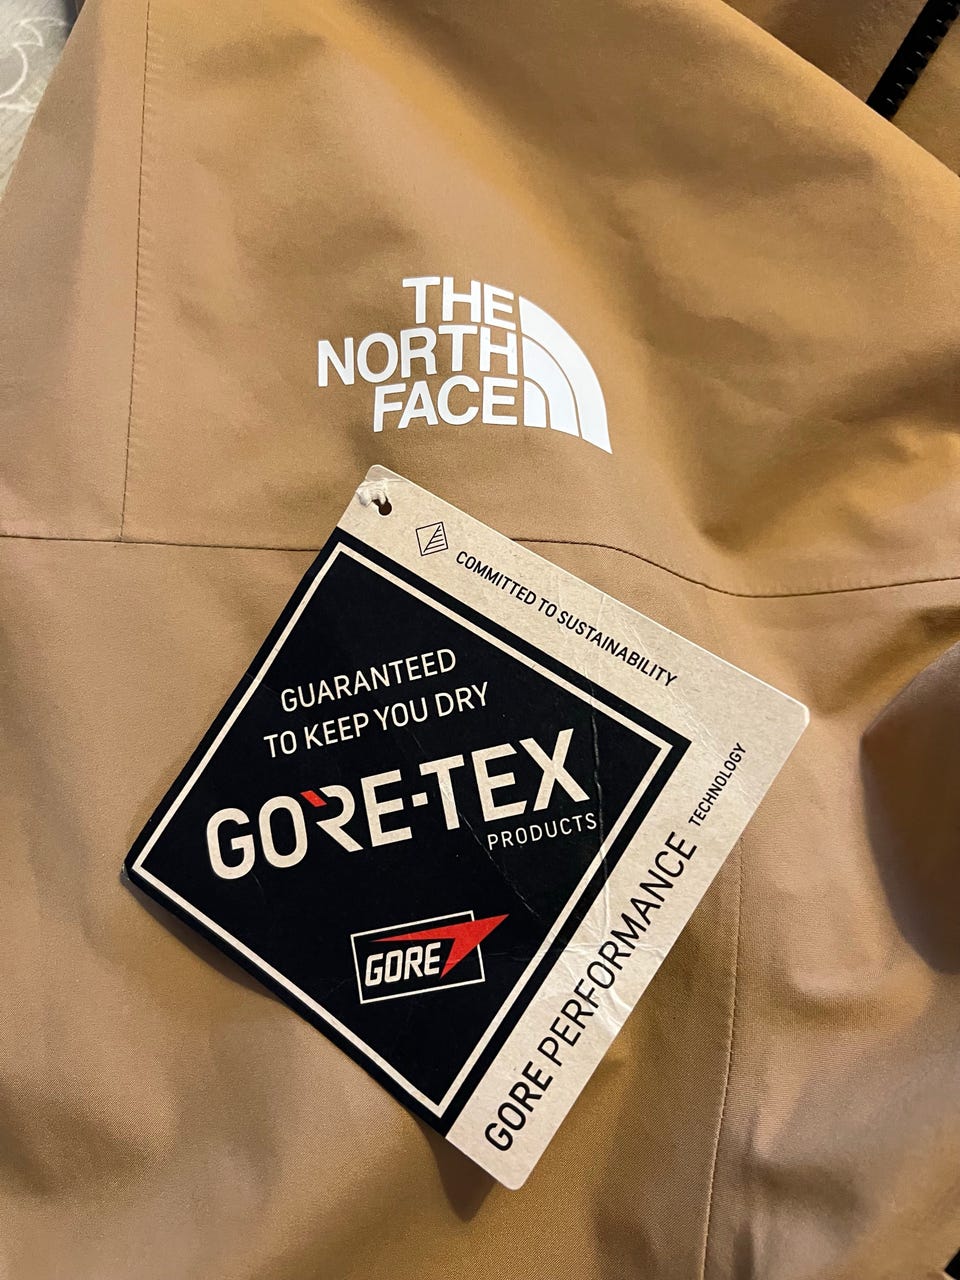 THE
NORTH
FACE
COMMITTED TO SUSTAINABILITY
GUARANTEED
TO KEEP YOU DRY
GORE-TEX
PRODUCTS
GORE
GORE PERFORMANCE TECHNOLOGY